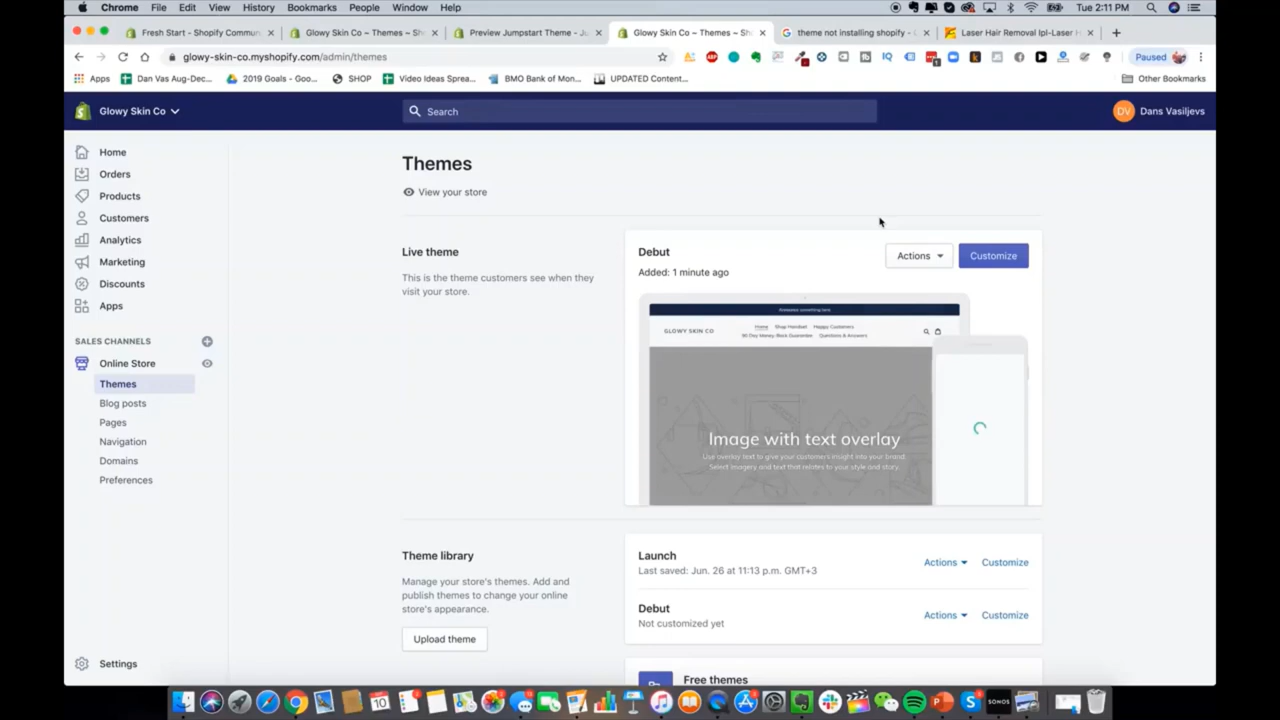 Chrome File Edit View History Bookmarks People Window Help Tue 2:11 PM
Fresh Start - Shopify Commun Glowy Skin Co ~ Themes ~ Sh Preview Jumpstart Theme - Ju Glowy Skin Co ~ Themes ~ Sh theme not installing shopify - Laser Hair Removal Ipl-Laser H
glowy-skin-co.myshopify.com/admin/themes Paused
Apps Dan Vas Aug-Dec... 2019 Goals - Goo... SHOP Video Ideas Sprea... BMO Bank of Mon... UPDATED Conten... Other Bookmarks
Glowy Skin Co Search DV Dans Vasiljevs
Home
Orders
Products
Customers
Analytics
Marketing
Discounts
Apps
SALES CHANNELS
Online Store
Themes
Blog posts
Pages
Navigation
Domains
Preferences
Settings
Themes
View your store
Live theme
This is the theme customers see when they
visit your store.
Debut
Added: 1 minute ago
Actions Customize
GLOWY SKIN CO
Home Shop Handset Happy Customers
90 Day Money Back Guarantee Questions & Answers
Image with text overlay
Use overlay text to give your customers insight into your brand.
Select imagery and text that relates to your style and story.
Theme library
Manage your store's themes. Add and
publish themes to change your online
store's appearance.
Upload theme
Launch
Last saved: Jun. 26 at 11:13 p.m. GMT+3
Actions Customize
Debut
Not customized yet
Actions Customize
Free themes
SONOS